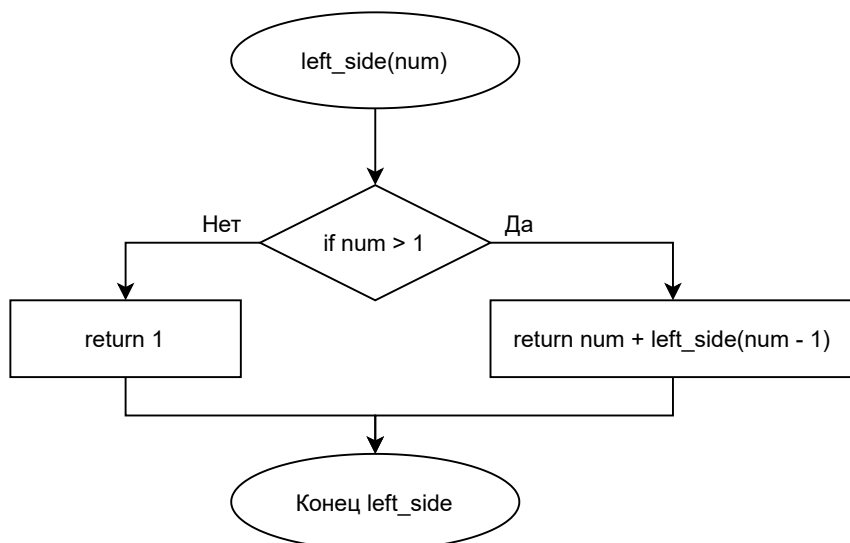 left_side(num)
Нет
if num > 1
Да
return 1
return num + left_side(num - 1)
Конец left_side